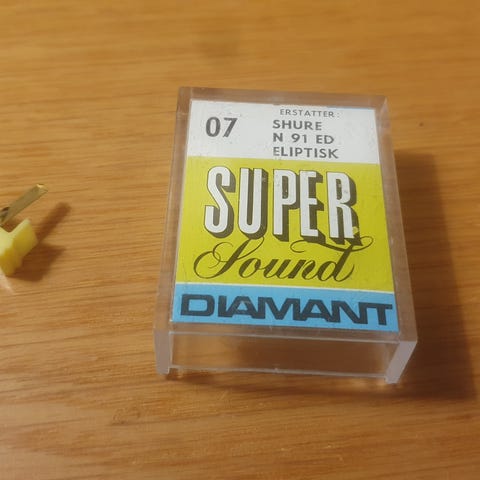 07
ERSTATTER:
SHURE
N 91 ED
ELIPTISK
SUPER
Sound
DIAMANT